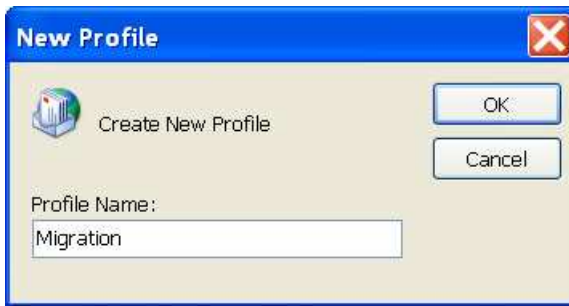 New Profile
Create New Profile
OK
Cancel
Profile Name:
Migration